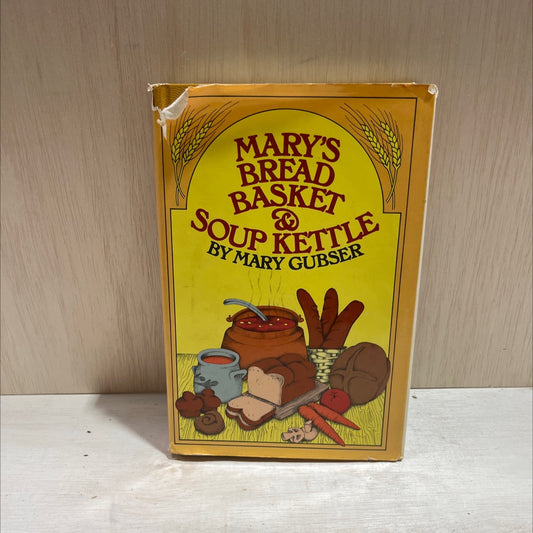 MARY'S
BREAD
BASKET
&
SOUP KETTLE
BY MARY GUBSER